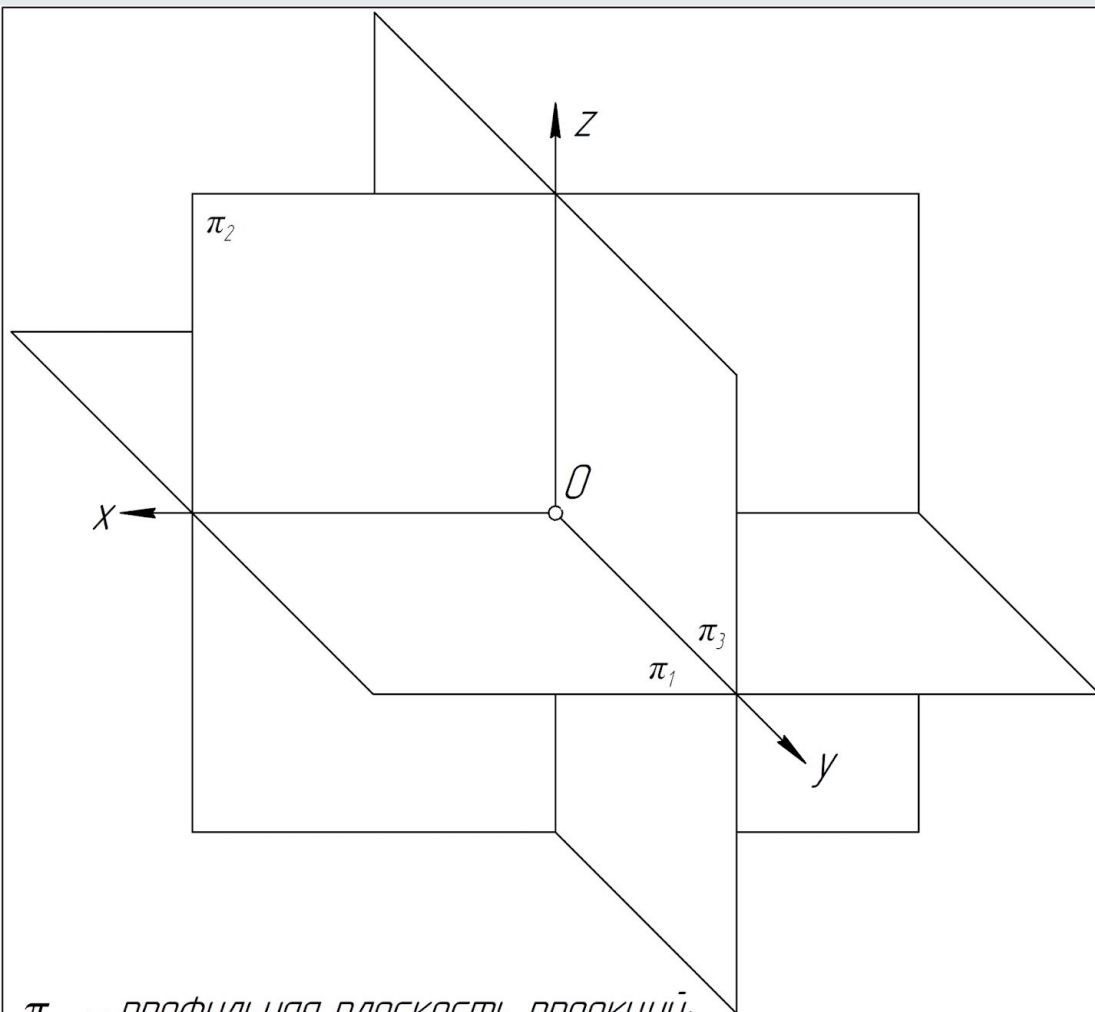 z
π₂
O
x
π₃
π₁
y
π — профильная плоскость проекций.